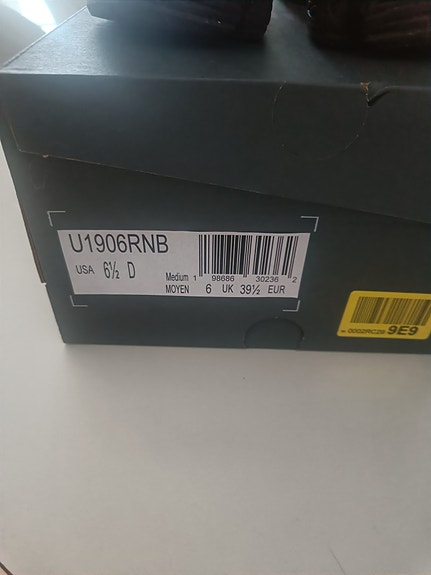 U1906RNB
USA 6½ D
Medium 1 98686 30236 2
MOYEN 6 UK 39½ EUR
9E9